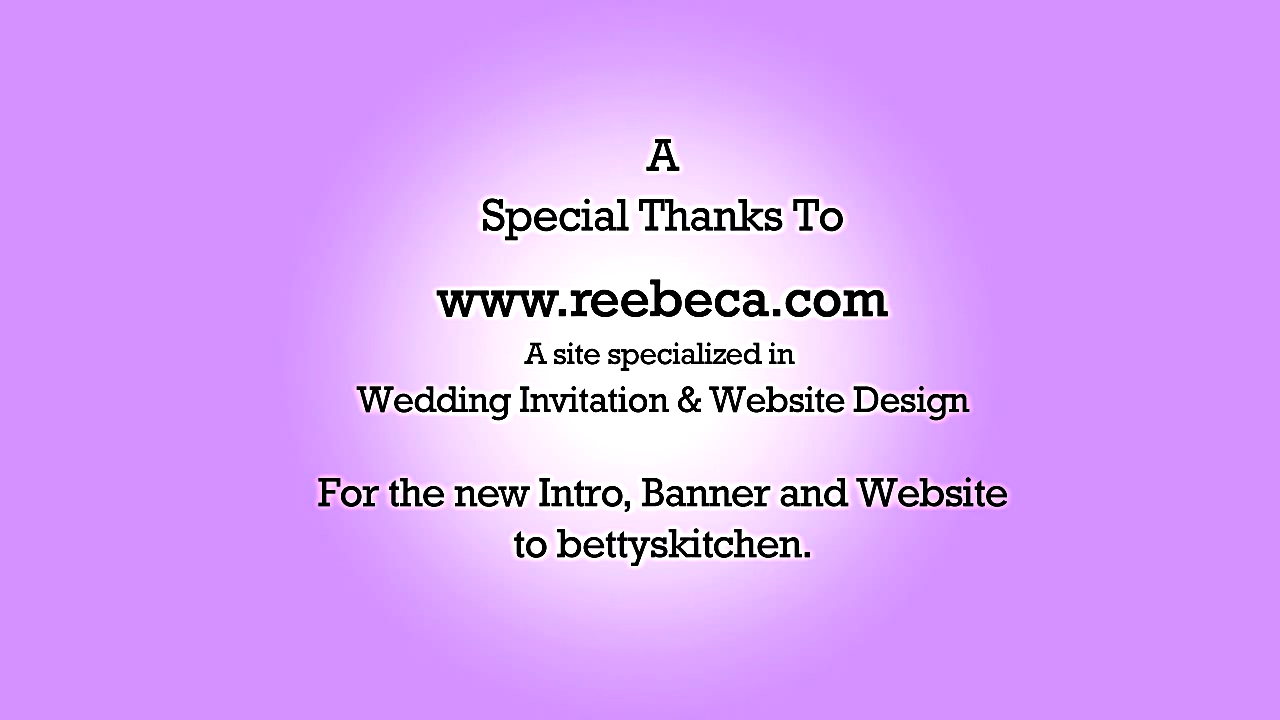 A
Special Thanks To
www.reebeca.com
A site specialized in
Wedding Invitation & Website Design
For the new Intro, Banner and Website
to bettyskitchen.